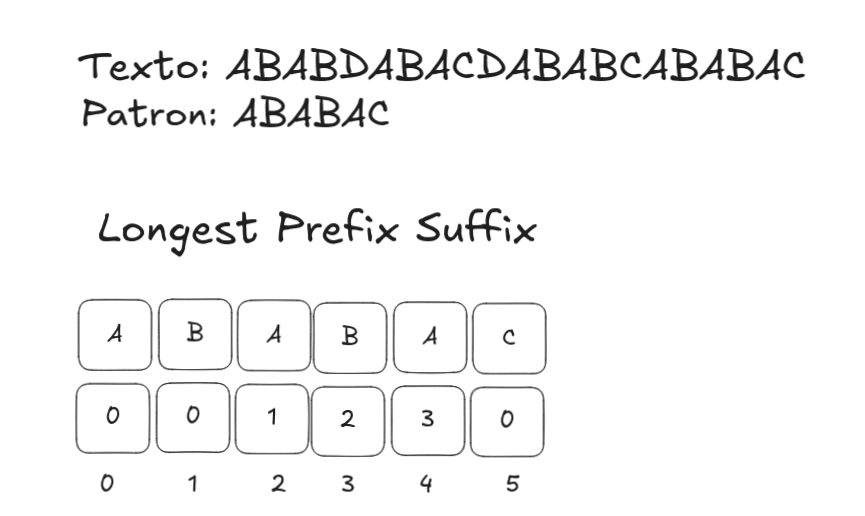 Texto: ABABDABACDABABCABABAC
Patron: ABABAC
Longest Prefix Suffix
A B A B A C
0 0 1 2 3 0
0 1 2 3 4 5